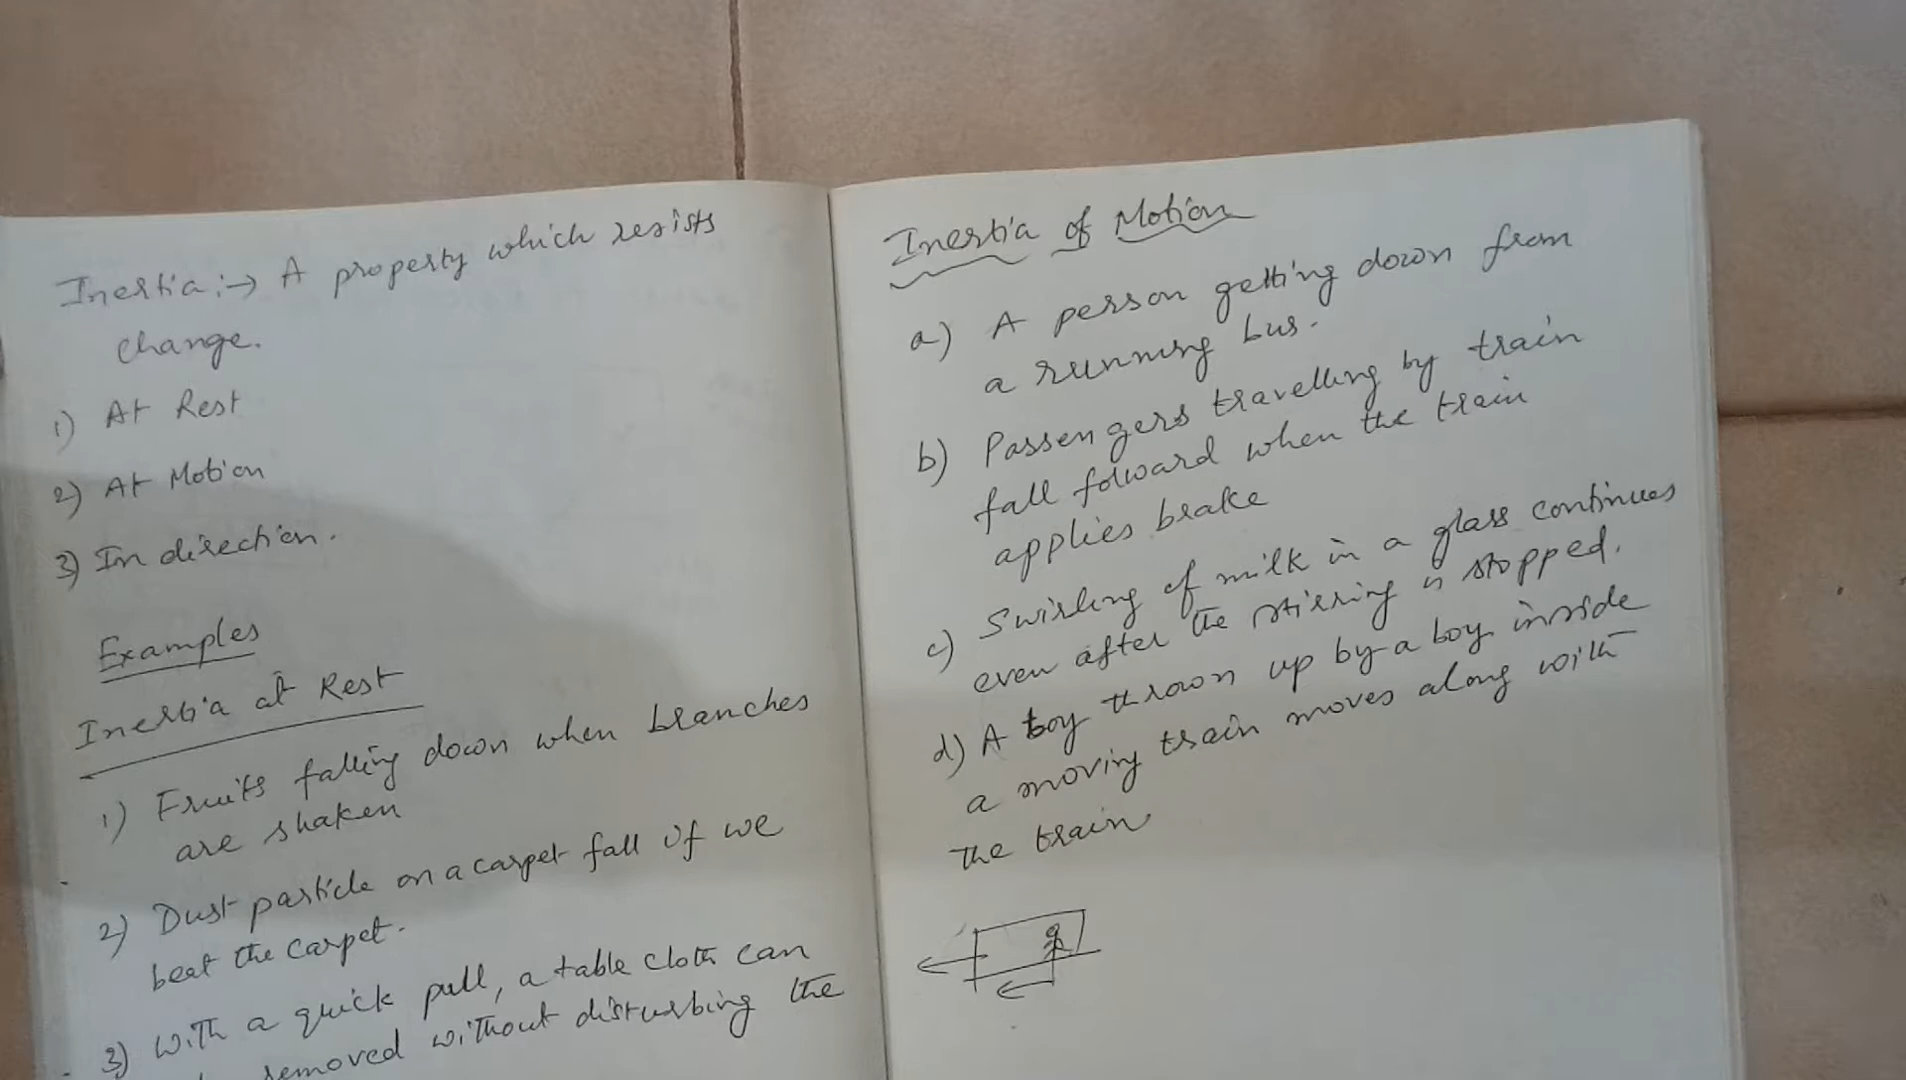 Inertia :→ A property which resists
change.
1) At Rest
2) At Motion
3) In direction.
Examples
Inertia at Rest
1) Fruits falling down when branches
are shaken
2) Dust particle on a carpet fall if we
beat the carpet.
3) With a quick pull, a table cloth can
removed without disturbing the
Inertia of Motion
a) A person getting down from
a running bus.
b) Passengers travelling by train
fall foward when the train
applies brake
c) Swirling of milk in a glass continues
even after the stirring is stopped.
d) A toy thrown up by a boy inside
a moving train moves along with
the train